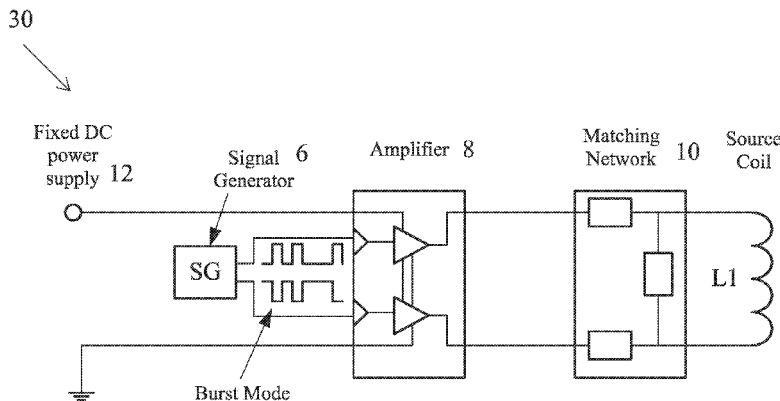 30
Fixed DC
power
supply 12
Signal 6
Generator
Amplifier 8
Matching
Network 10
Source
Coil
SG
L1
Burst Mode